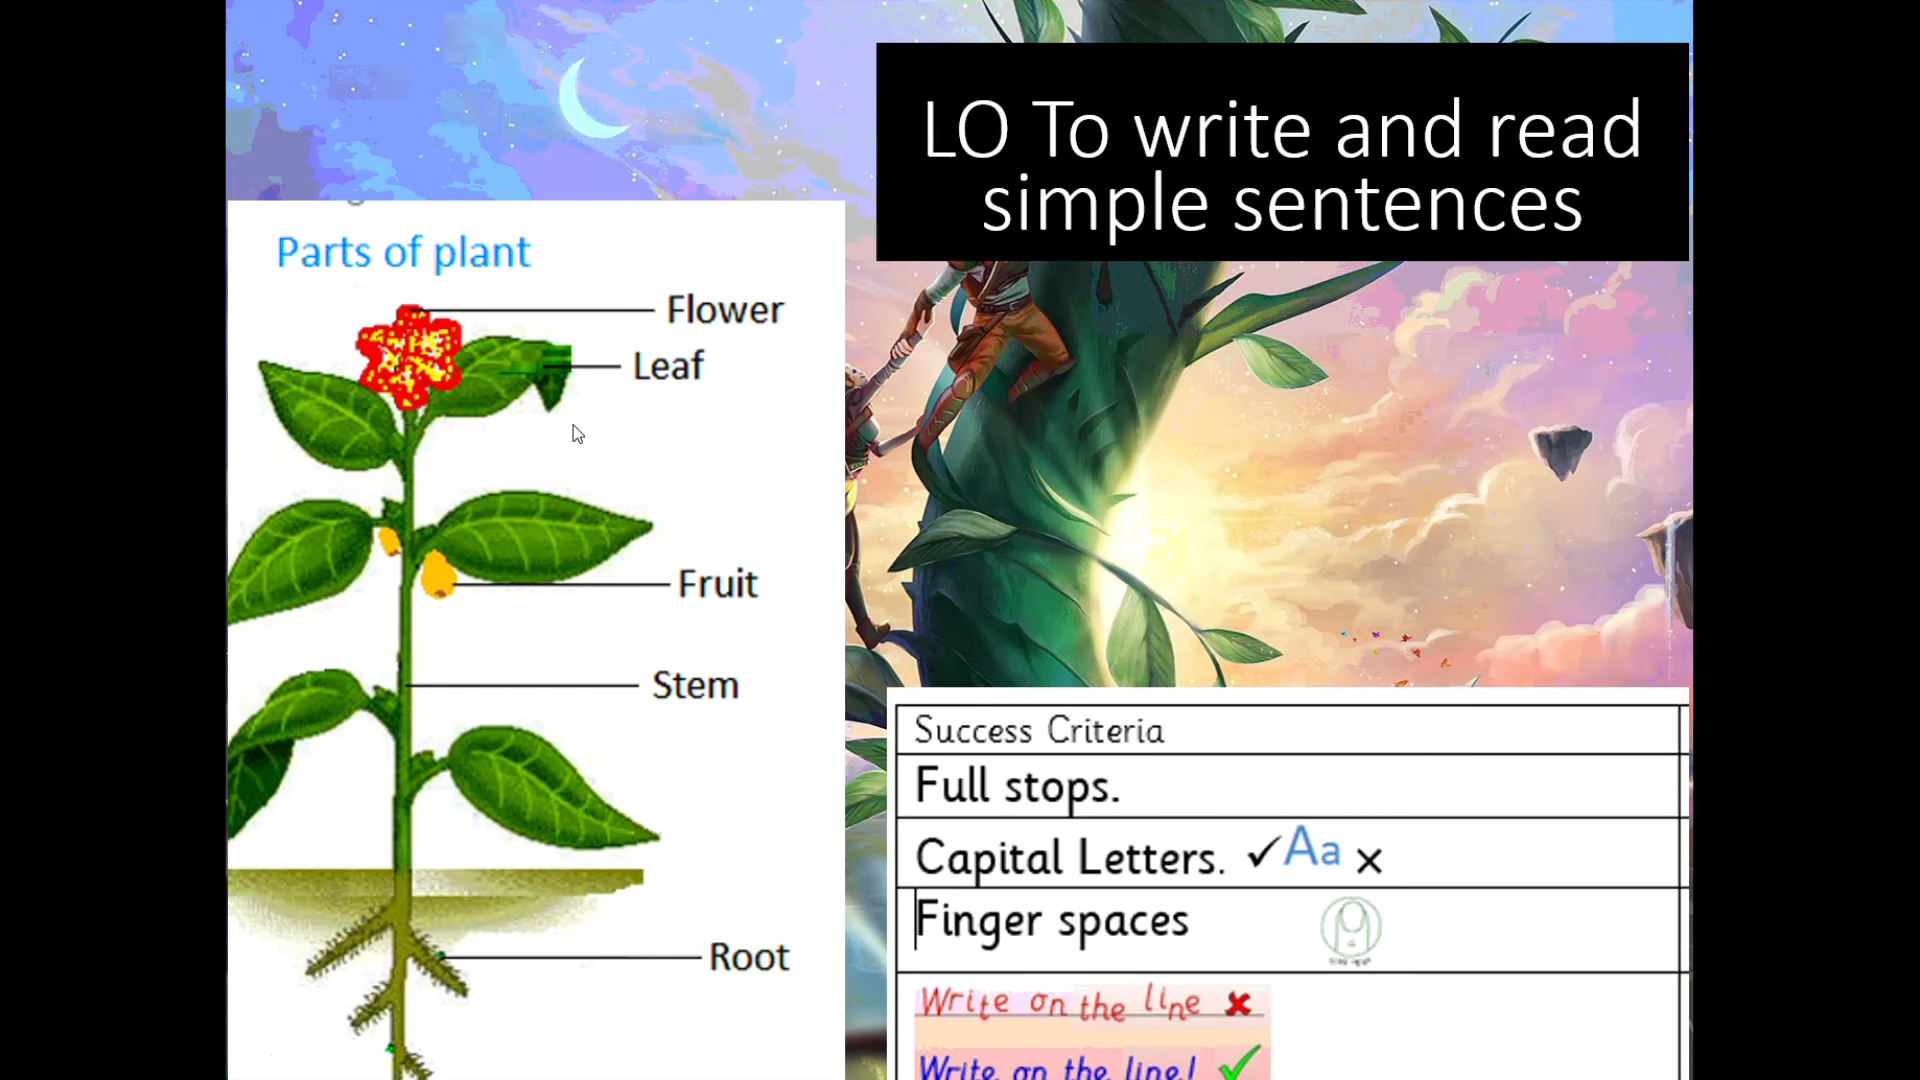 LO To write and read
simple sentences
Parts of plant
Flower
Leaf
Fruit
Stem
Root
Success Criteria
Full stops.
Capital Letters. ✓Aa ×
Finger spaces
Write on the line ✗
Write on the line! ✓